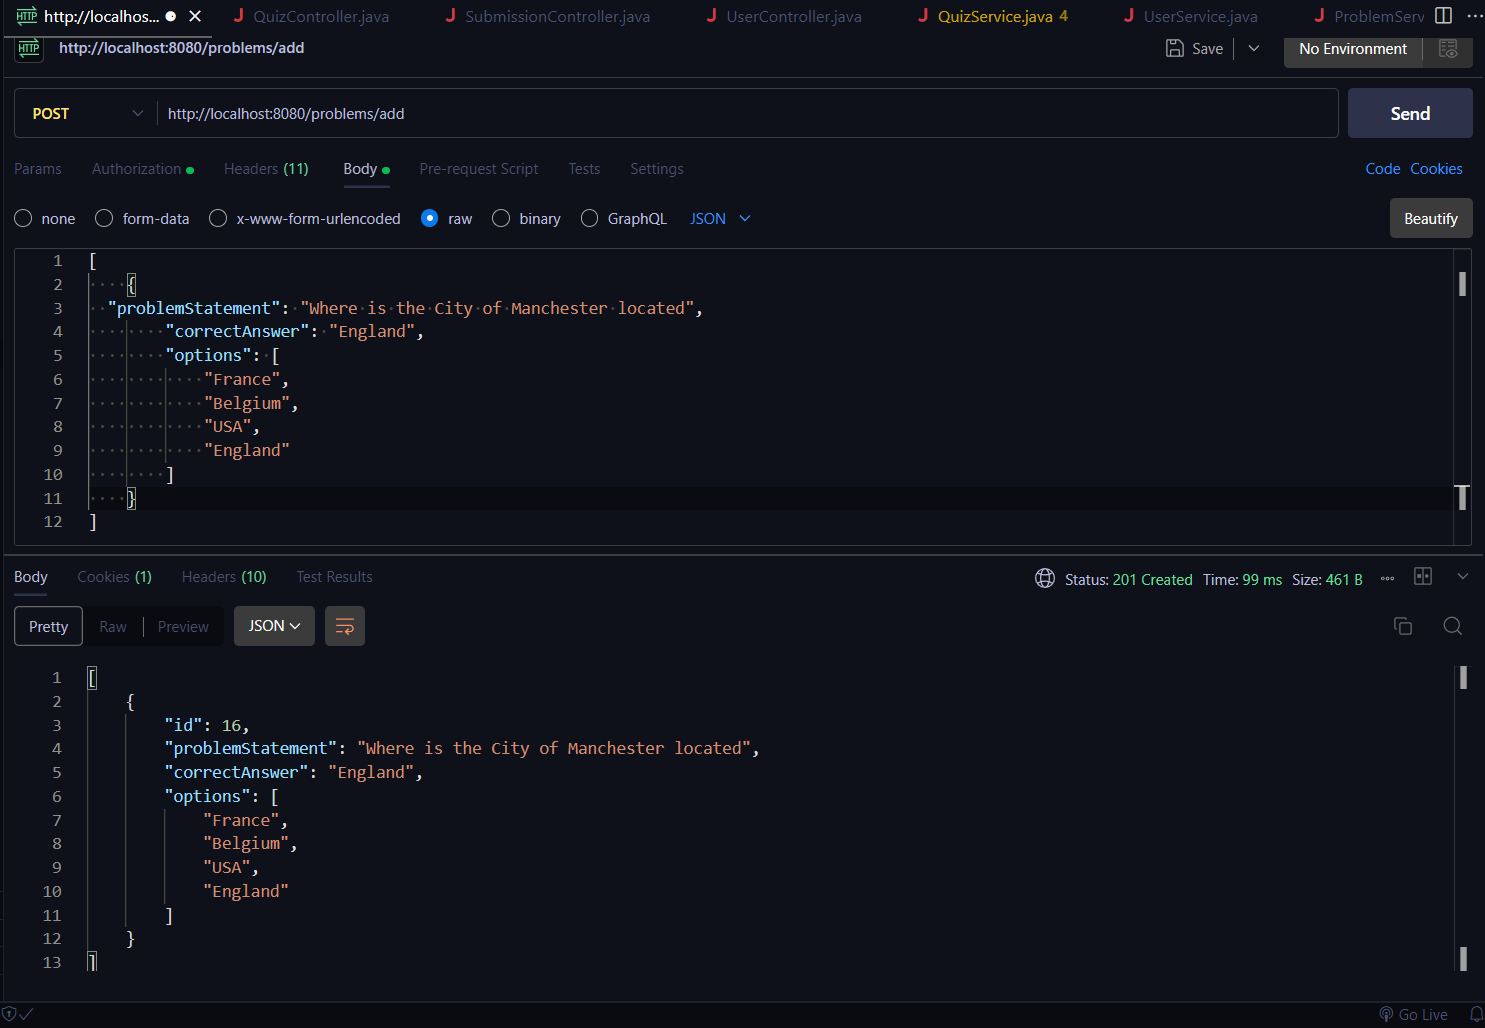 HTTP http://localhos... J QuizController.java J SubmissionController.java J UserController.java J QuizService.java 4 J UserService.java J ProblemServ ...
HTTP http://localhost:8080/problems/add Save No Environment
POST http://localhost:8080/problems/add Send
Params Authorization Headers (11) Body Pre-request Script Tests Settings Code Cookies
none form-data x-www-form-urlencoded raw binary GraphQL JSON Beautify
1 [
2 {
3 "problemStatement": "Where is the City of Manchester located",
4 "correctAnswer": "England",
5 "options": [
6 "France",
7 "Belgium",
8 "USA",
9 "England"
10 ]
11 }
12 ]
Body Cookies (1) Headers (10) Test Results Status: 201 Created Time: 99 ms Size: 461 B
Pretty Raw Preview JSON
1 [
2 {
3 "id": 16,
4 "problemStatement": "Where is the City of Manchester located",
5 "correctAnswer": "England",
6 "options": [
7 "France",
8 "Belgium",
9 "USA",
10 "England"
11 ]
12 }
13 ]
Go Live